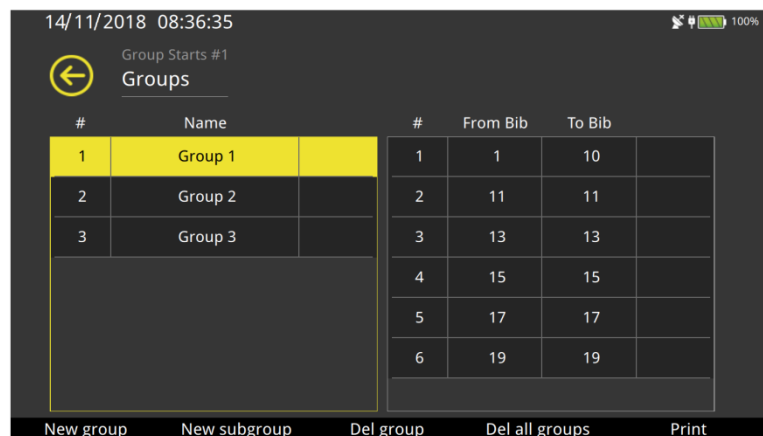 14/11/2018 08:36:35 100%
Group Starts #1
Groups
# Name # From Bib To Bib
1 Group 1 1 1 10
2 Group 2 2 11 11
3 Group 3 3 13 13
4 15 15
5 17 17
6 19 19
New group New subgroup Del group Del all groups Print